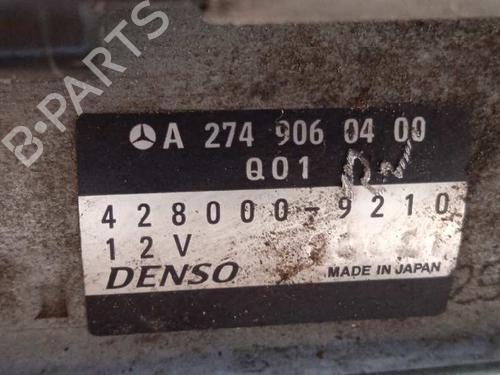 B-PARTS
A 274 906 04 00
Q01
428000-9210
12V
DENSO
MADE IN JAPAN